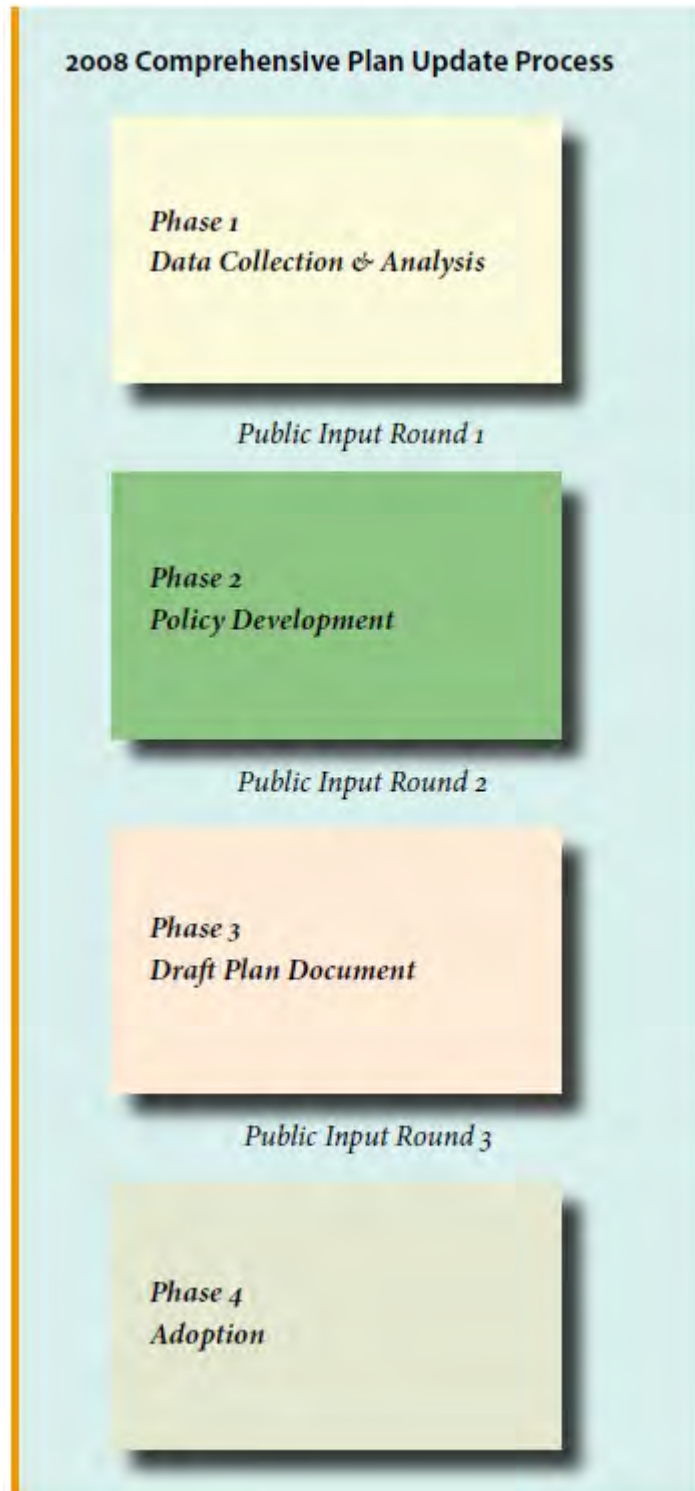 2008 Comprehensive Plan Update Process
Phase 1
Data Collection & Analysis
Public Input Round 1
Phase 2
Policy Development
Public Input Round 2
Phase 3
Draft Plan Document
Public Input Round 3
Phase 4
Adoption